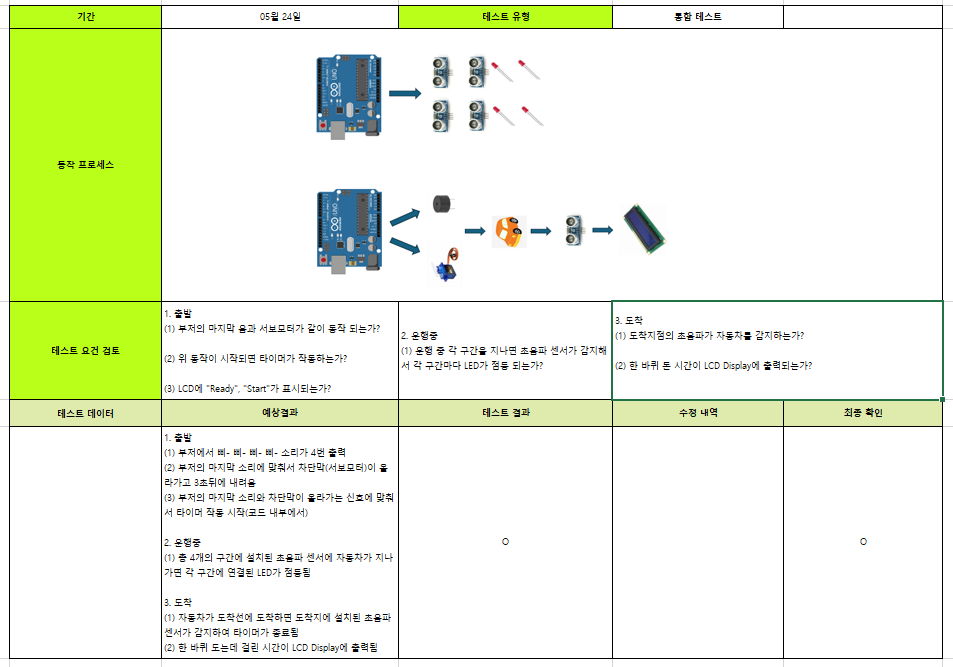 기간
05월 24일
테스트 유형
통합 테스트
동작 프로세스
테스트 요건 검토
1. 출발
(1) 부저의 마지막 음과 서보모터가 같이 동작 되는가?
(2) 위 동작이 시작되면 타이머가 작동하는가?
(3) LCD에 "Ready", "Start"가 표시되는가?
2. 운행중
(1) 운행 중 각 구간을 지나면 초음파 센서가 감지해
서 각 구간마다 LED가 점등 되는가?
3. 도착
(1) 도착지점의 초음파가 자동차를 감지하는가?
(2) 한 바퀴 돈 시간이 LCD Display에 출력되는가?
테스트 데이터
예상결과
테스트 결과
수정 내역
최종 확인
1. 출발
(1) 부저에서 삐- 삐- 삐- 삐- 소리가 4번 출력
(2) 부저의 마지막 소리에 맞춰서 차단막(서보모터)이 올
라가고 3초뒤에 내려옴
(3) 부저의 마지막 소리와 차단막이 올라가는 신호에 맞춰
서 타이머 작동 시작(코드 내부에서)
2. 운행중
(1) 총 4개의 구간에 설치된 초음파 센서에 자동차가 지나
가면 각 구간에 연결된 LED가 점등됨
3. 도착
(1) 자동차가 도착선에 도착하면 도착지에 설치된 초음파
센서가 감지하여 타이머가 종료됨
(2) 한 바퀴 도는데 걸린 시간이 LCD Display에 출력됨
O
O